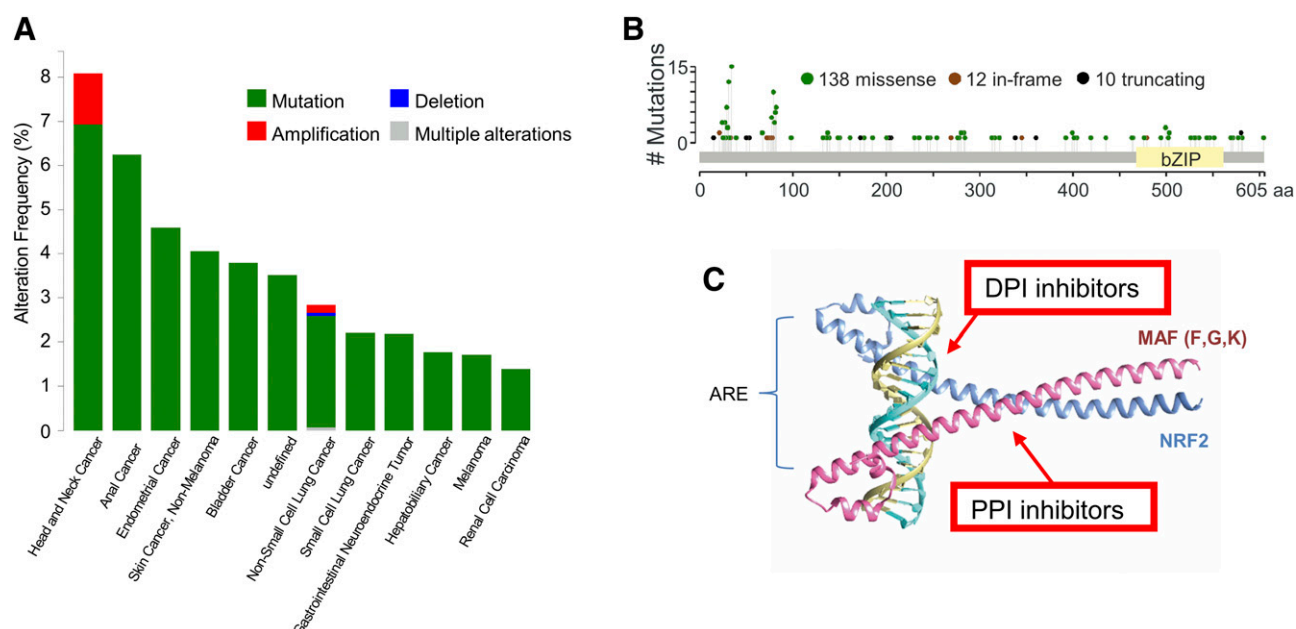 A
Alteration Frequency (%)
8
7
6
5
4
3
2
1
0
Mutation
Deletion
Amplification
Multiple alterations
Head and Neck Cancer
Anal Cancer
Endometrial Cancer
Skin Cancer, Non-Melanoma
Bladder Cancer
undefined
Non-Small Cell Lung Cancer
Small Cell Lung Cancer
Gastrointestinal Neuroendocrine Tumor
Hepatobiliary Cancer
Melanoma
Renal Cell Carcinoma
B
# Mutations
15
0
138 missense
12 in-frame
10 truncating
bZIP
0 100 200 300 400 500 605 aa
C
DPI inhibitors
MAF (F,G,K)
ARE
NRF2
PPI inhibitors